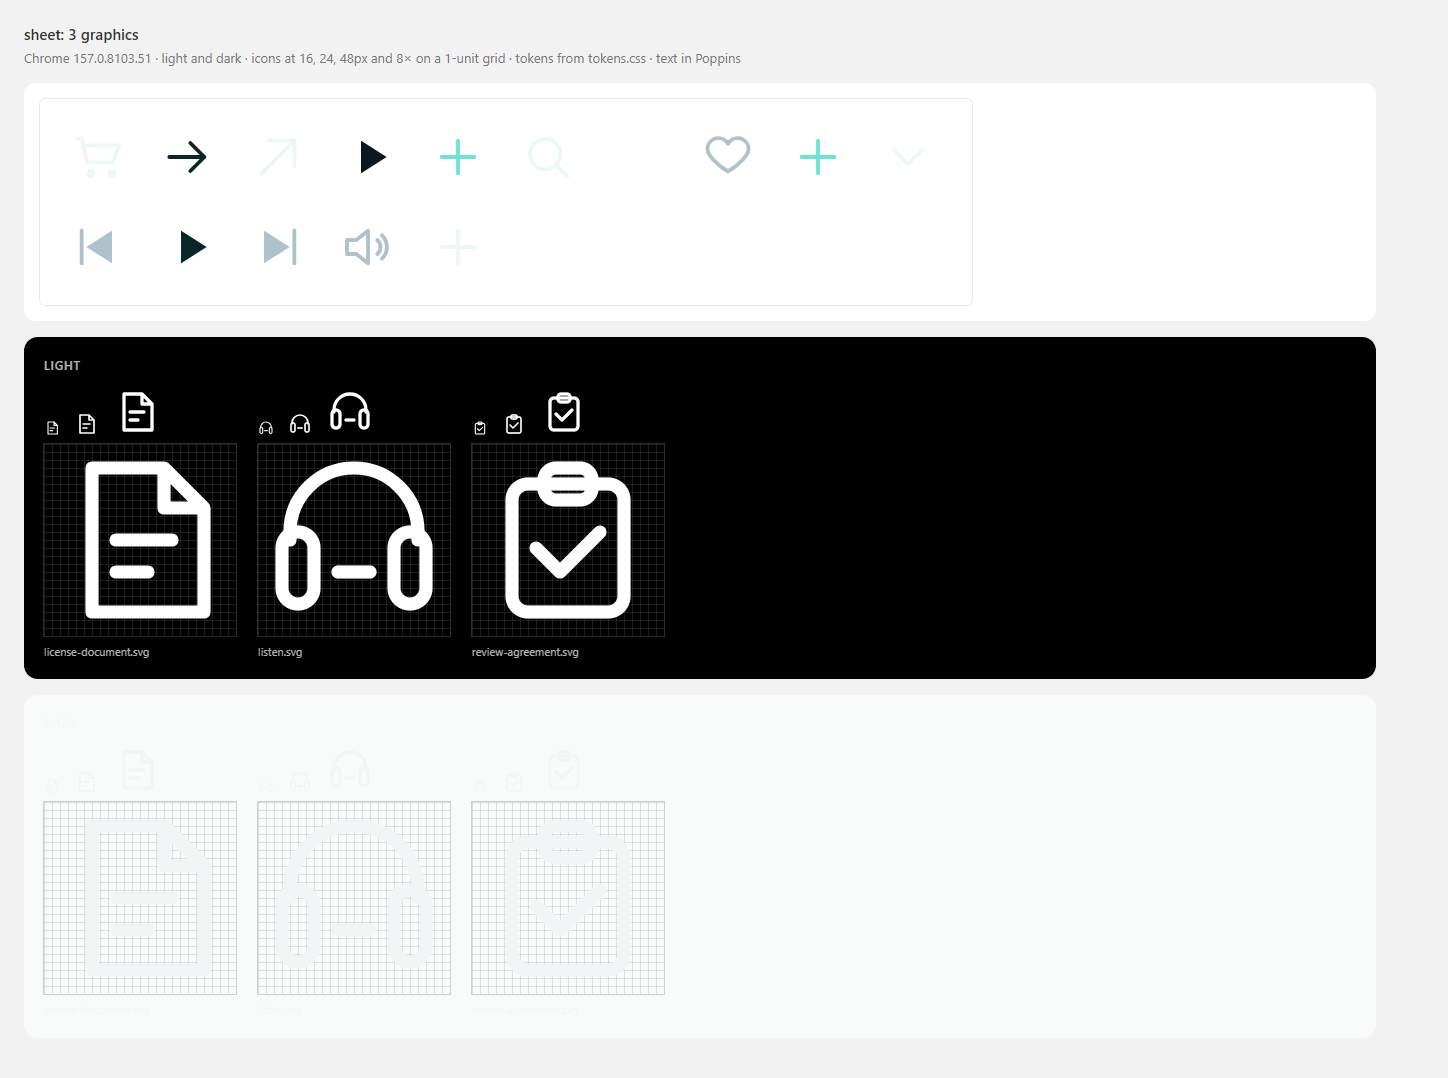 sheet: 3 graphics
Chrome 157.0.8103.51 · light and dark · icons at 16, 24, 48px and 8× on a 1-unit grid · tokens from tokens.css · text in Poppins
LIGHT
license-document.svg
listen.svg
review-agreement.svg
DARK